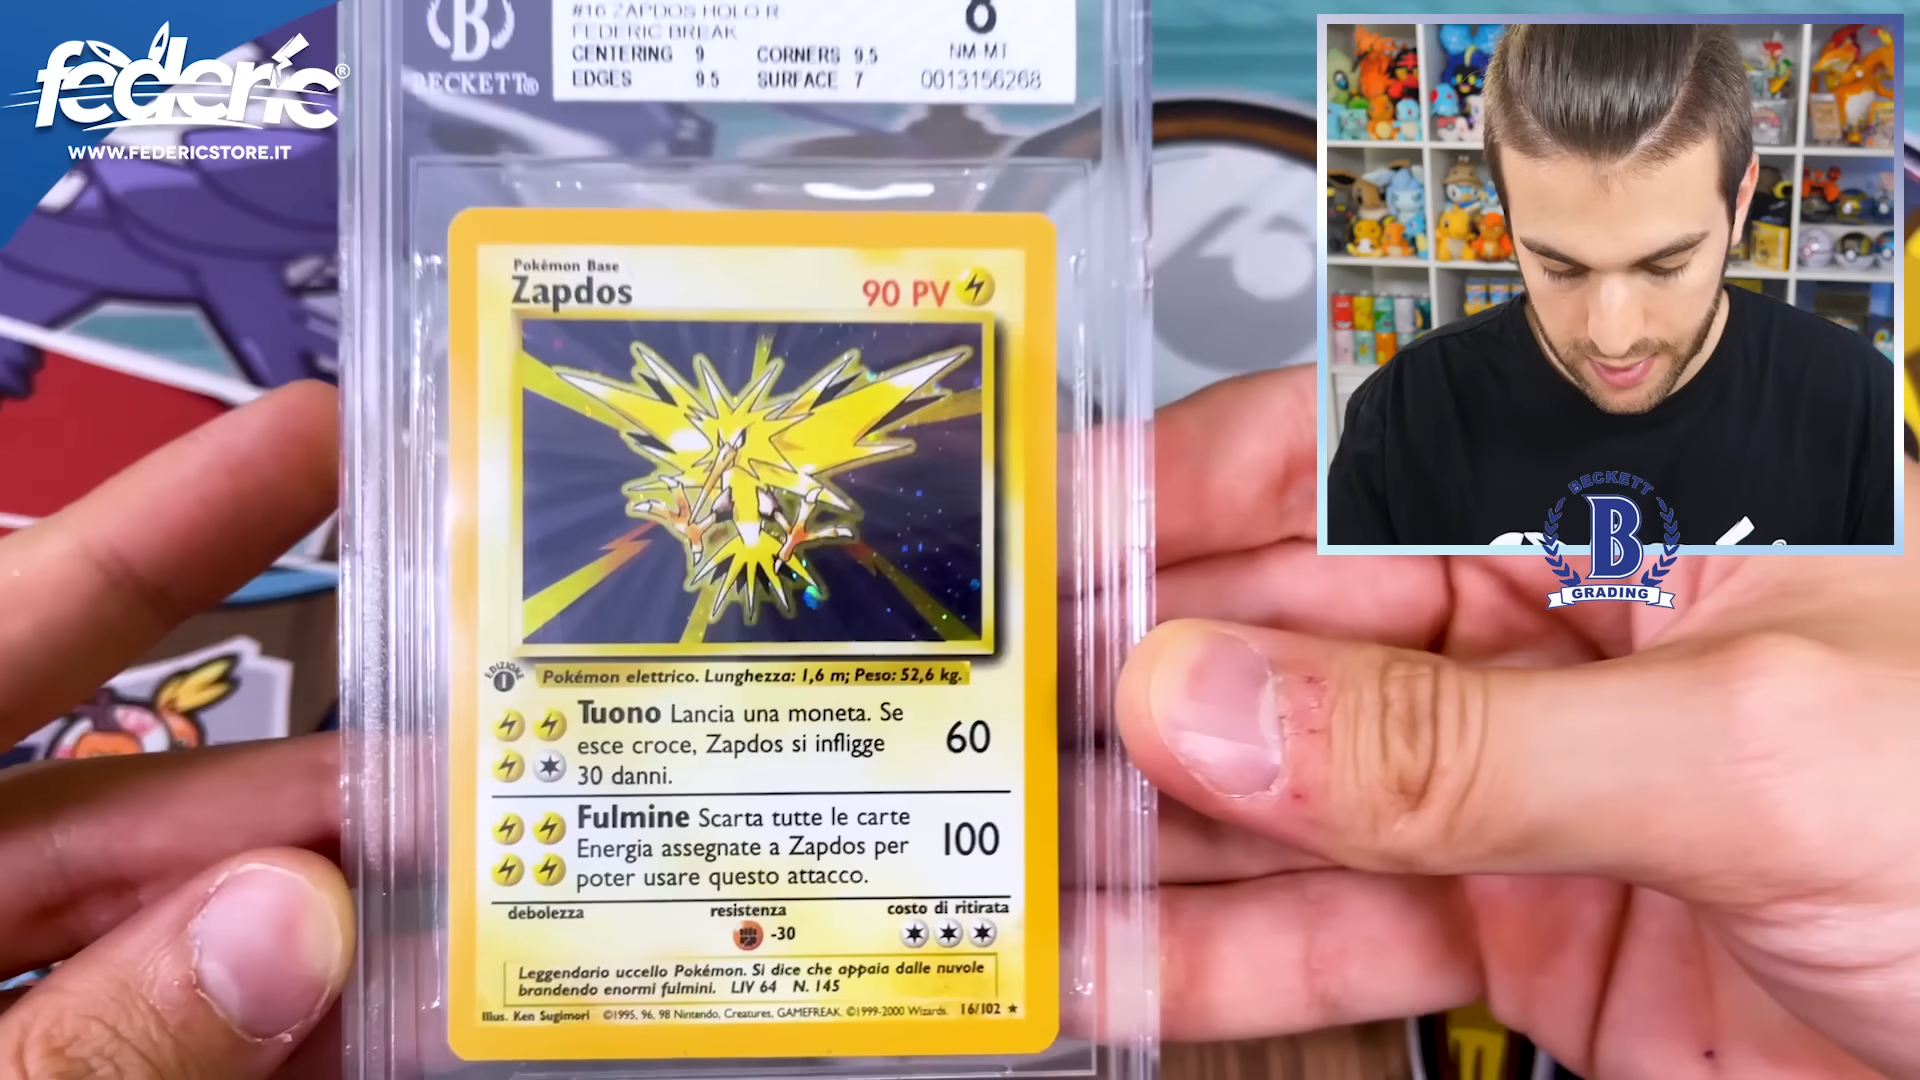 federic®
WWW.FEDERICSTORE.IT
B
BECKETT®
#16 ZAPDOS HOLO R
FEDERIC BREAK
CENTERING 9 CORNERS 9.5
EDGES 9.5 SURFACE 7
8
NM-MT
0013156268
Pokémon Base
Zapdos
90 PV
EDIZIONE
1
Pokémon elettrico. Lunghezza: 1,6 m; Peso: 52,6 kg.
Tuono Lancia una moneta. Se
esce croce, Zapdos si infligge
30 danni.
60
Fulmine Scarta tutte le carte
Energia assegnate a Zapdos per
poter usare questo attacco.
100
debolezza
resistenza
costo di ritirata
-30
Leggendario uccello Pokémon. Si dice che appaia dalle nuvole
brandendo enormi fulmini. LIV 64 N. 145
Illus. Ken Sugimori ©1995, 96, 98 Nintendo, Creatures, GAMEFREAK. ©1999-2000 Wizards. 16/102 ★
BECKETT
B
GRADING